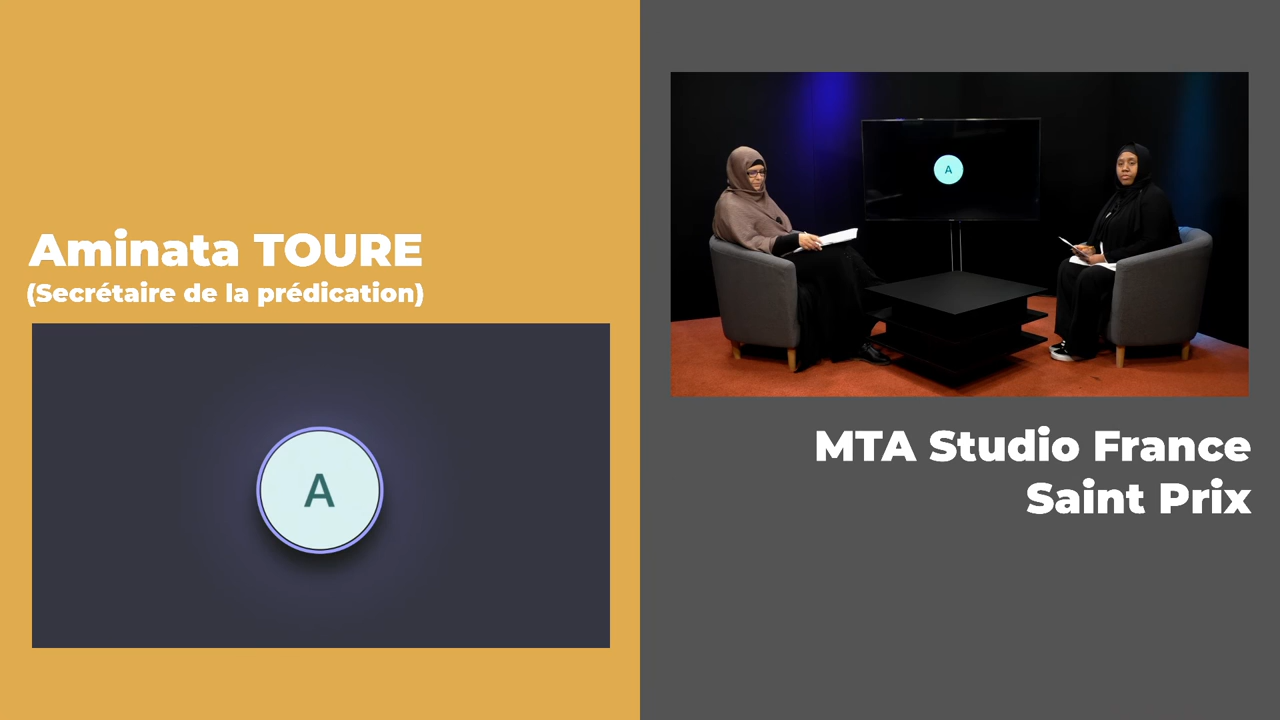 Aminata TOURE
(Secrétaire de la prédication)
A
A
MTA Studio France
Saint Prix